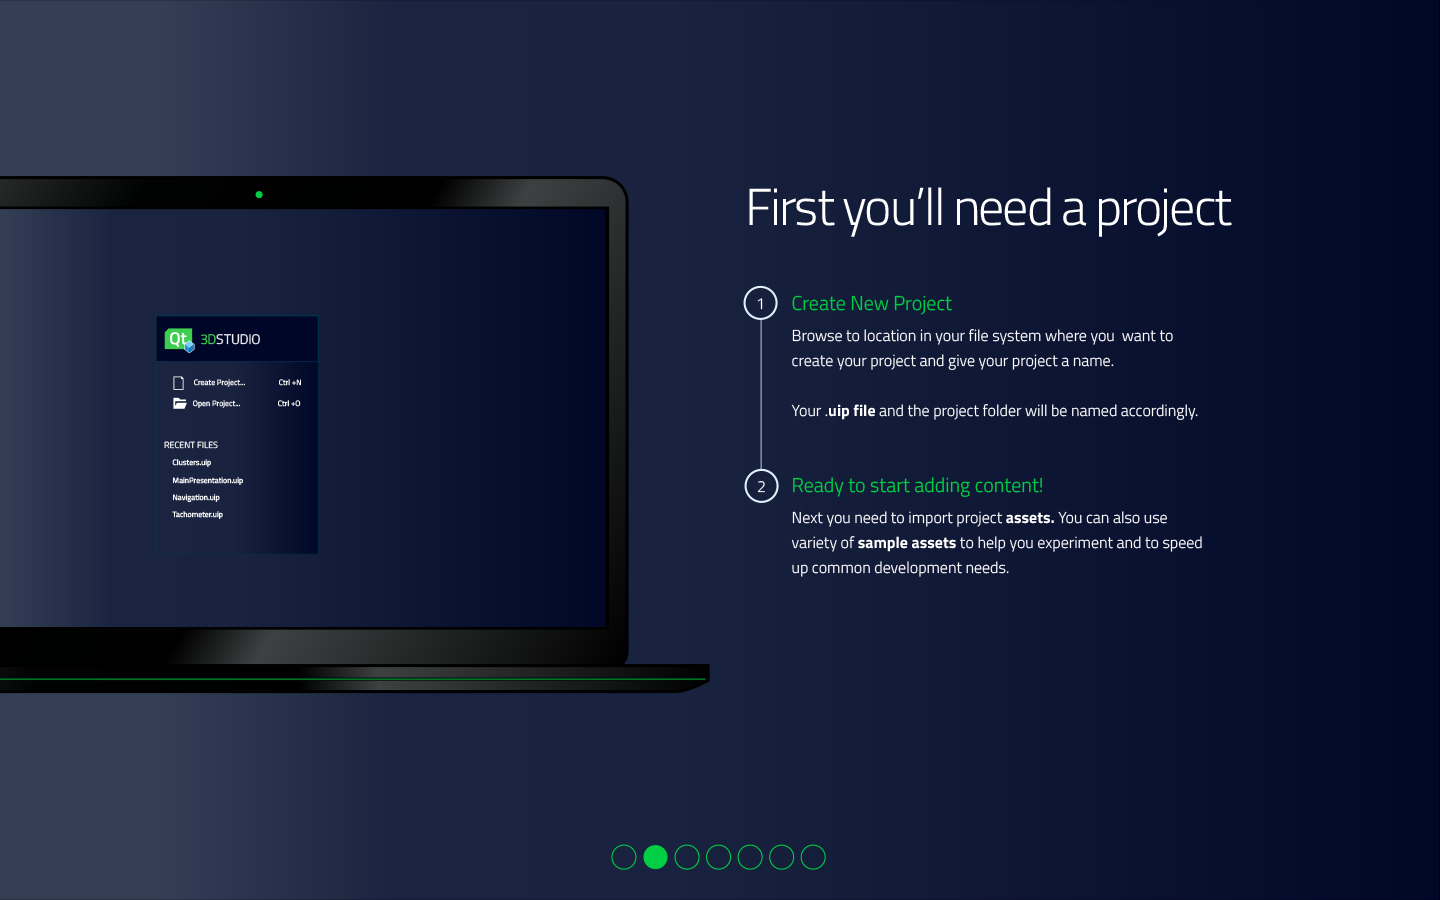 First you’ll need a project
1
Create New Project
Browse to location in your file system where you  want to
create your project and give your project a name.
Your .uip file and the project folder will be named accordingly.
2
Ready to start adding content!
Next you need to import project assets. You can also use
variety of sample assets to help you experiment and to speed
up common development needs.
Qt 3DSTUDIO
Create Project... Ctrl +N
Open Project... Ctrl +O
RECENT FILES
Clusters.uip
MainPresentation.uip
Navigation.uip
Tachometer.uip